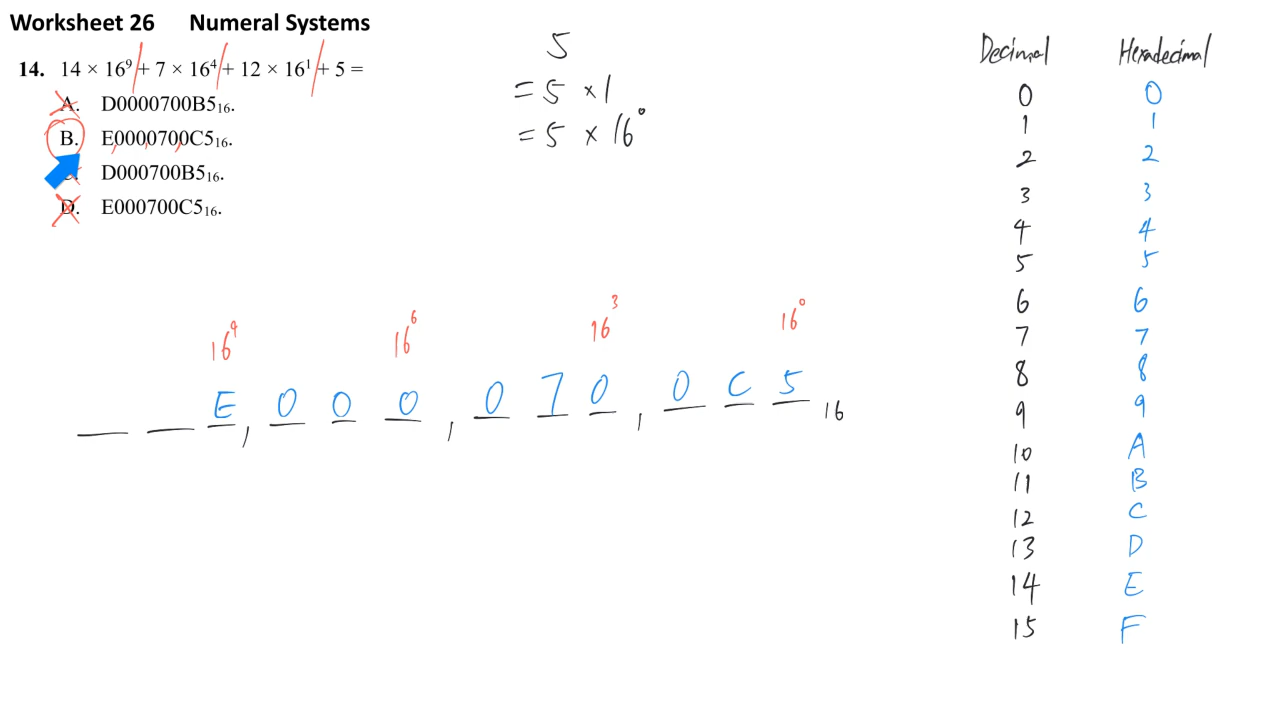 Worksheet 26 Numeral Systems
14. 14 × 16⁹ + 7 × 16⁴ + 12 × 16¹ + 5 =
A. D0000700B5₁₆.
B. E0000700C5₁₆.
D000700B5₁₆.
D. E000700C5₁₆.
5
= 5 × 1
= 5 × 16⁰
16⁹ 16⁶ 16³ 16⁰
E, 0 0 0, 0 7 0, 0 C 5 16
Decimal Hexadecimal
0 0
1 1
2 2
3 3
4 4
5 5
6 6
7 7
8 8
9 9
10 A
11 B
12 C
13 D
14 E
15 F